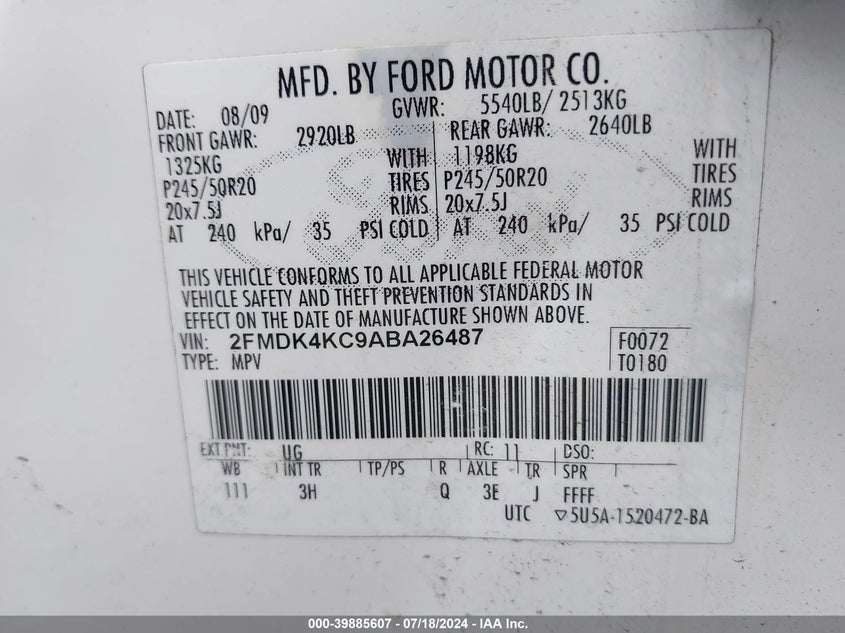 MFD. BY FORD MOTOR CO.
DATE: 08/09 GVWR: 5540LB/ 2513KG
FRONT GAWR: 2920LB REAR GAWR: 2640LB
1325KG WITH 1198KG WITH
P245/50R20 TIRES P245/50R20 TIRES
20x7.5J RIMS 20x7.5J RIMS
AT 240 kPa/ 35 PSI COLD AT 240 kPa/ 35 PSI COLD
THIS VEHICLE CONFORMS TO ALL APPLICABLE FEDERAL MOTOR
VEHICLE SAFETY AND THEFT PREVENTION STANDARDS IN
EFFECT ON THE DATE OF MANUFACTURE SHOWN ABOVE.
VIN: 2FMDK4KC9ABA26487 F0072
TYPE: MPV T0180
EXT PNT: UG RC: 11 DSO:
WB INT TR TP/PS R AXLE TR SPR
111 3H Q 3E J FFFF
UTC ▽5U5A-1520472-BA
000-39885607 - 07/18/2024 - IAA Inc.